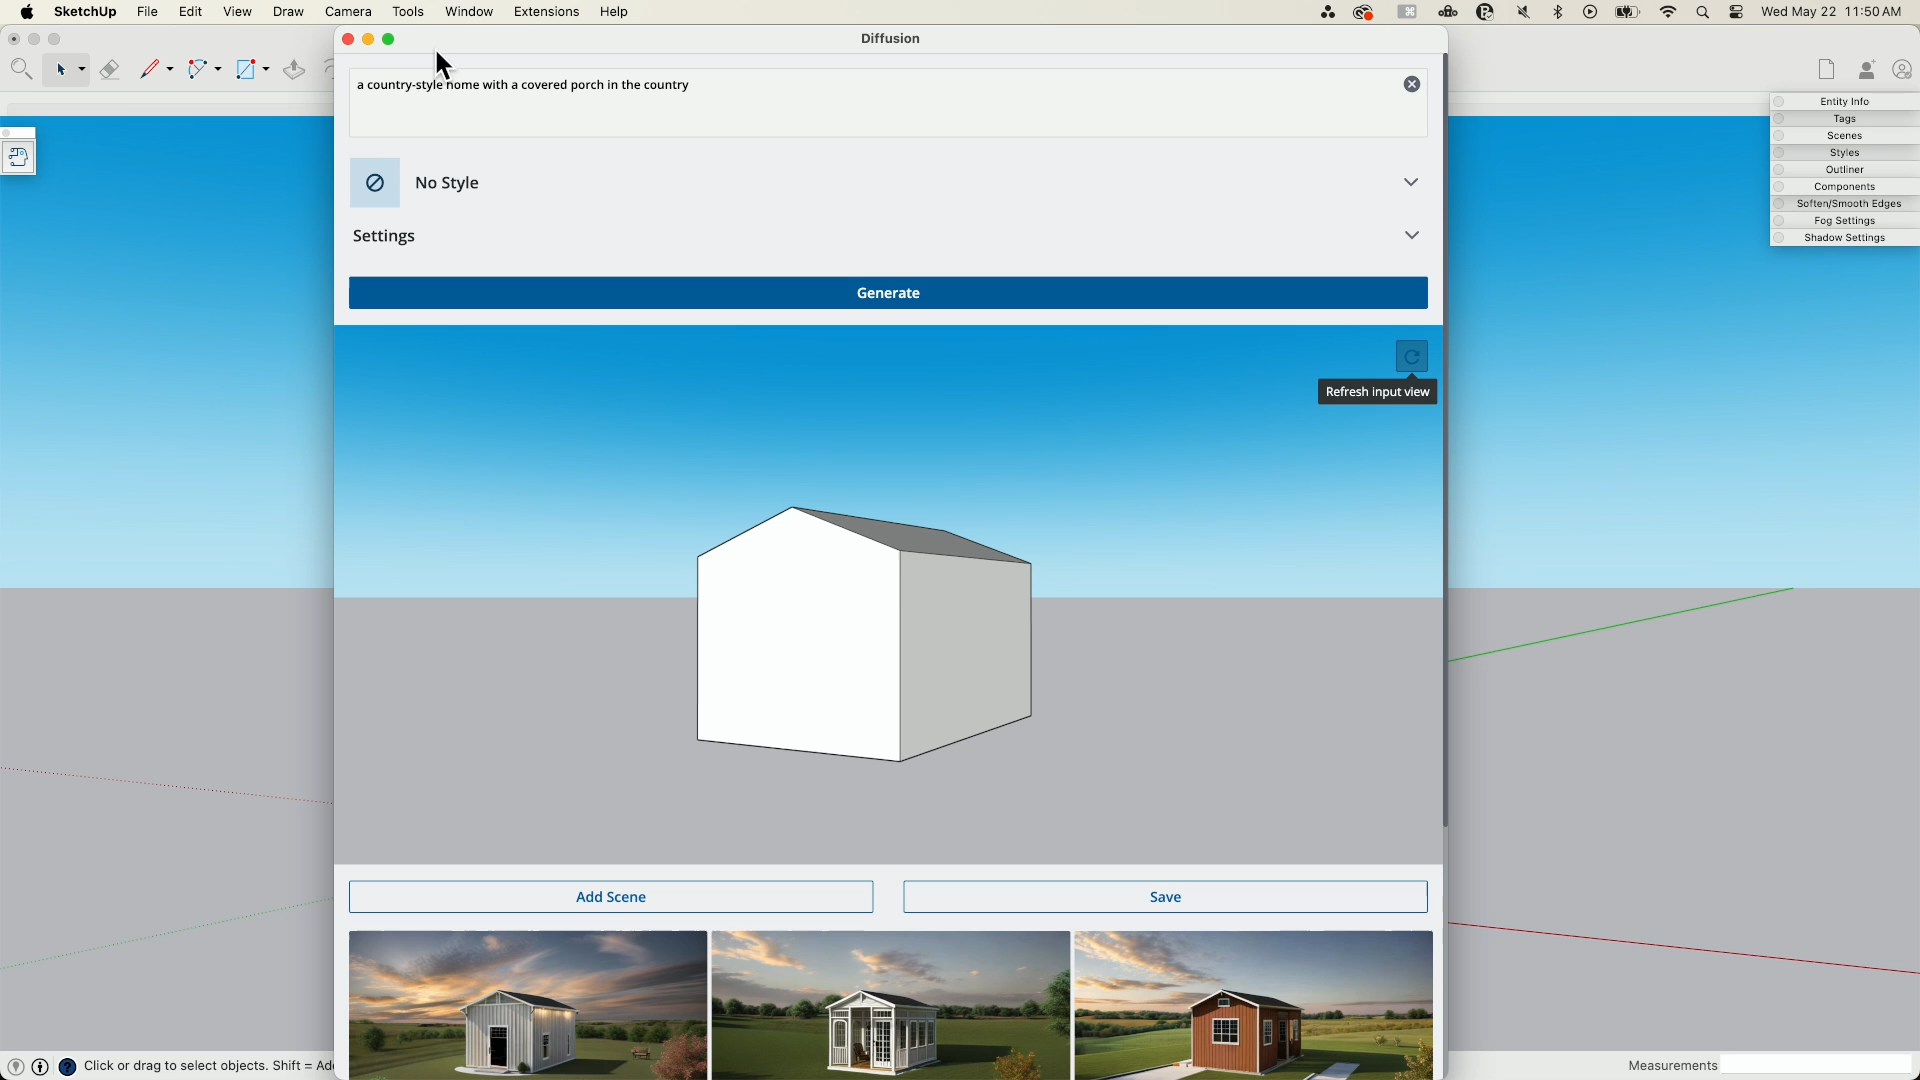 SketchUp File Edit View Draw Camera Tools Window Extensions Help Wed May 22 11:50 AM
Diffusion
a country-style home with a covered porch in the country
No Style
Settings
Generate
Refresh input view
Add Scene
Save
Entity Info
Tags
Scenes
Styles
Outliner
Components
Soften/Smooth Edges
Fog Settings
Shadow Settings
Click or drag to select objects. Shift = Ad
Measurements